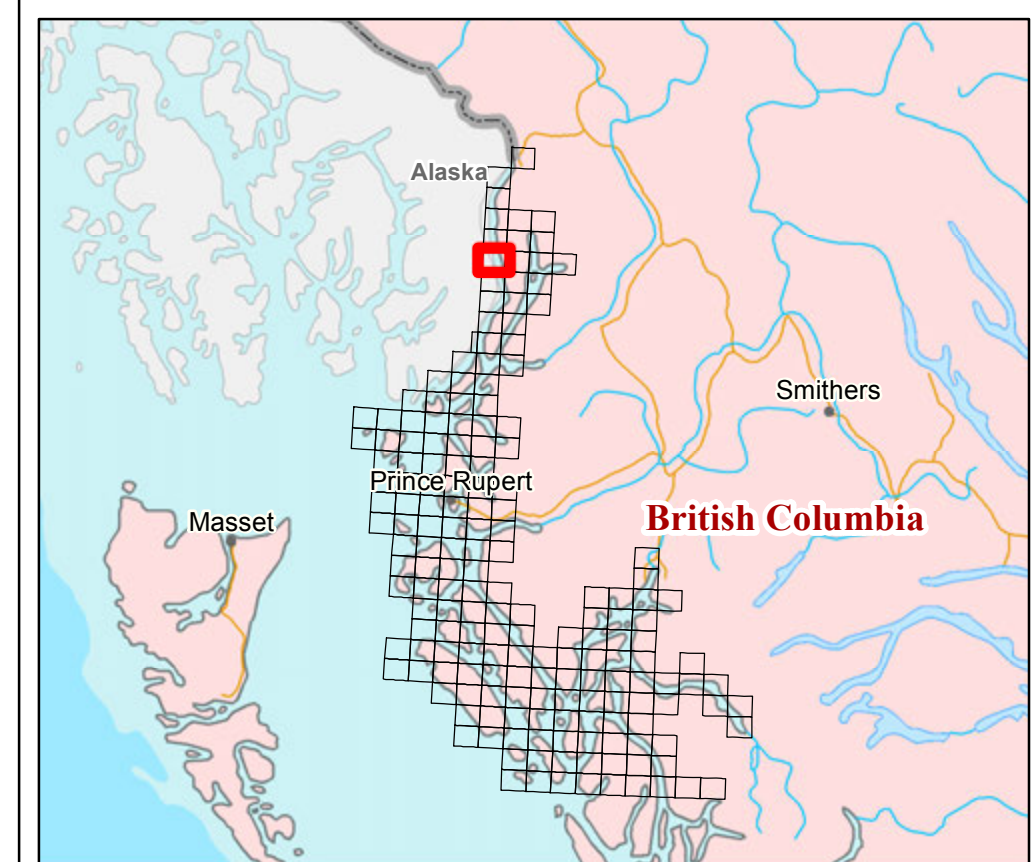 Alaska
Smithers
Prince Rupert
British Columbia
Masset